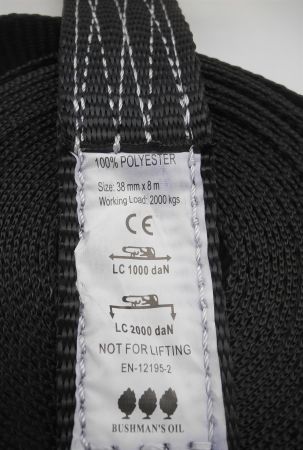 100% POLYESTER
Size: 38 mm x 8 m
Working Load: 2000 kgs
CE
LC 1000 daN
LC 2000 daN
NOT FOR LIFTING
EN-12195-2
BUSHMAN'S OIL